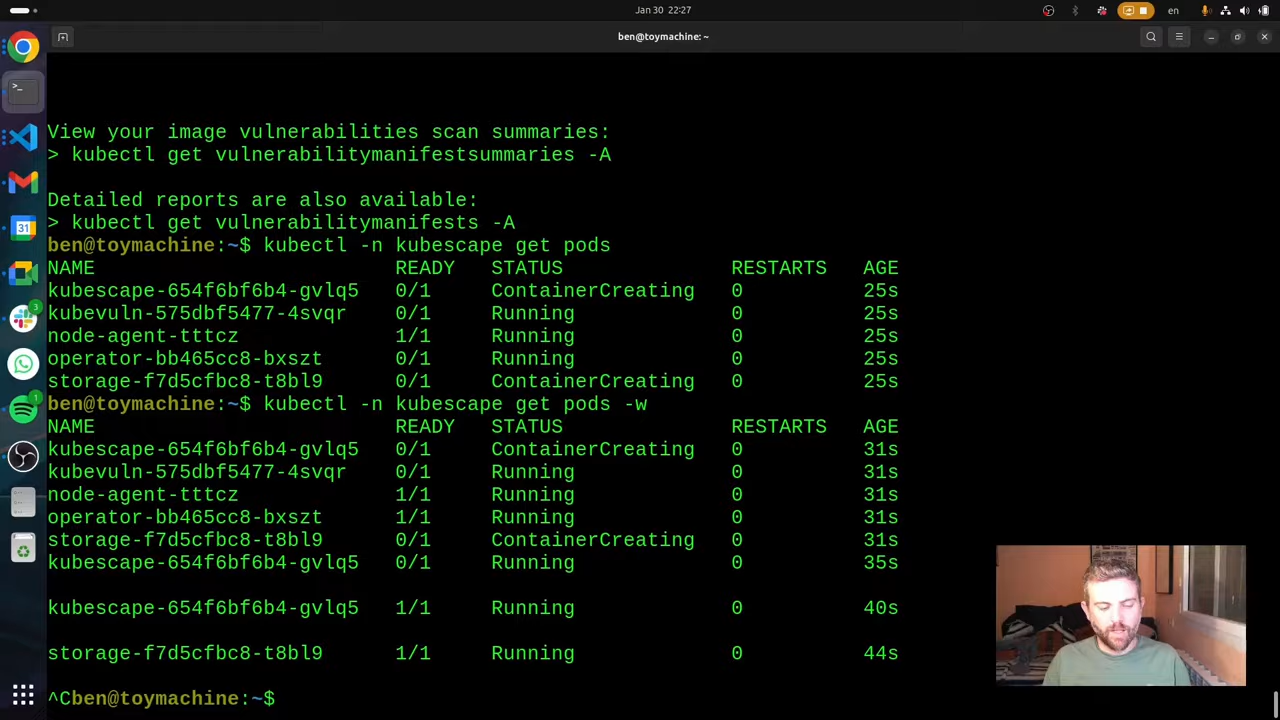 Jan 30 22:27
en
ben@toymachine: ~
View your image vulnerabilities scan summaries:
> kubectl get vulnerabilitymanifestsummaries -A
Detailed reports are also available:
> kubectl get vulnerabilitymanifests -A
ben@toymachine:~$ kubectl -n kubescape get pods
NAME READY STATUS RESTARTS AGE
kubescape-654f6bf6b4-gvlq5 0/1 ContainerCreating 0 25s
kubevuln-575dbf5477-4svqr 0/1 Running 0 25s
node-agent-tttcz 1/1 Running 0 25s
operator-bb465cc8-bxszt 0/1 Running 0 25s
storage-f7d5cfbc8-t8bl9 0/1 ContainerCreating 0 25s
ben@toymachine:~$ kubectl -n kubescape get pods -w
NAME READY STATUS RESTARTS AGE
kubescape-654f6bf6b4-gvlq5 0/1 ContainerCreating 0 31s
kubevuln-575dbf5477-4svqr 0/1 Running 0 31s
node-agent-tttcz 1/1 Running 0 31s
operator-bb465cc8-bxszt 1/1 Running 0 31s
storage-f7d5cfbc8-t8bl9 0/1 ContainerCreating 0 31s
kubescape-654f6bf6b4-gvlq5 0/1 Running 0 35s
kubescape-654f6bf6b4-gvlq5 1/1 Running 0 40s
storage-f7d5cfbc8-t8bl9 1/1 Running 0 44s
^Cben@toymachine:~$
31
3
1